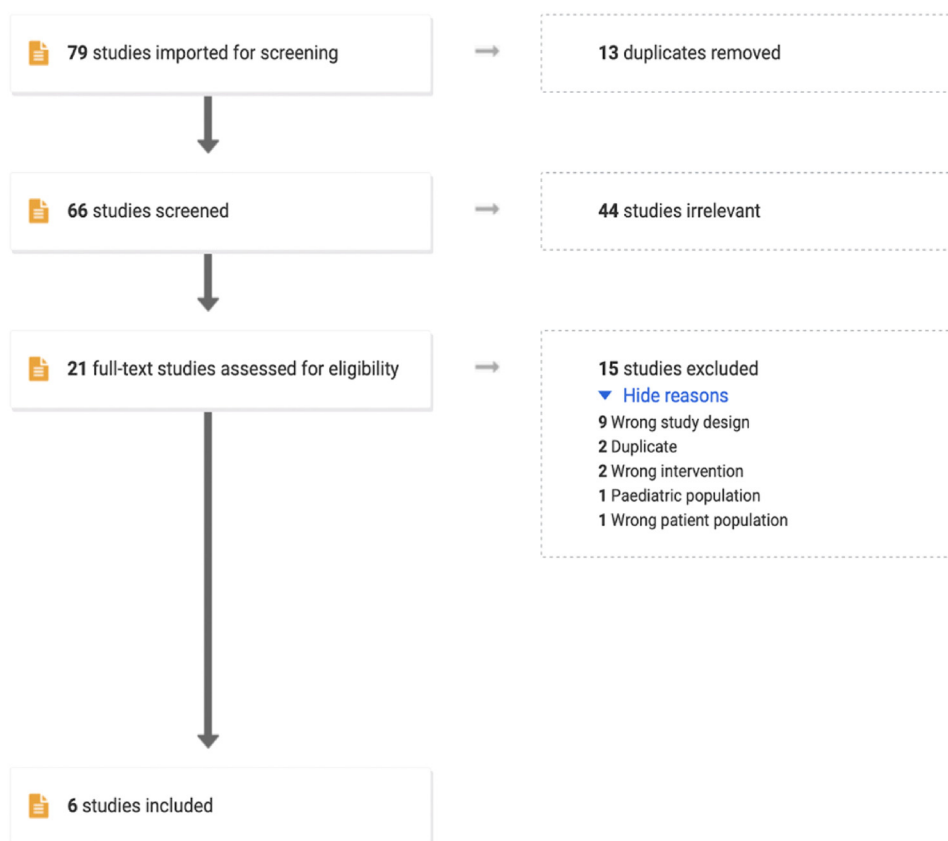 79 studies imported for screening
13 duplicates removed
66 studies screened
44 studies irrelevant
21 full-text studies assessed for eligibility
15 studies excluded
Hide reasons
9 Wrong study design
2 Duplicate
2 Wrong intervention
1 Paediatric population
1 Wrong patient population
6 studies included